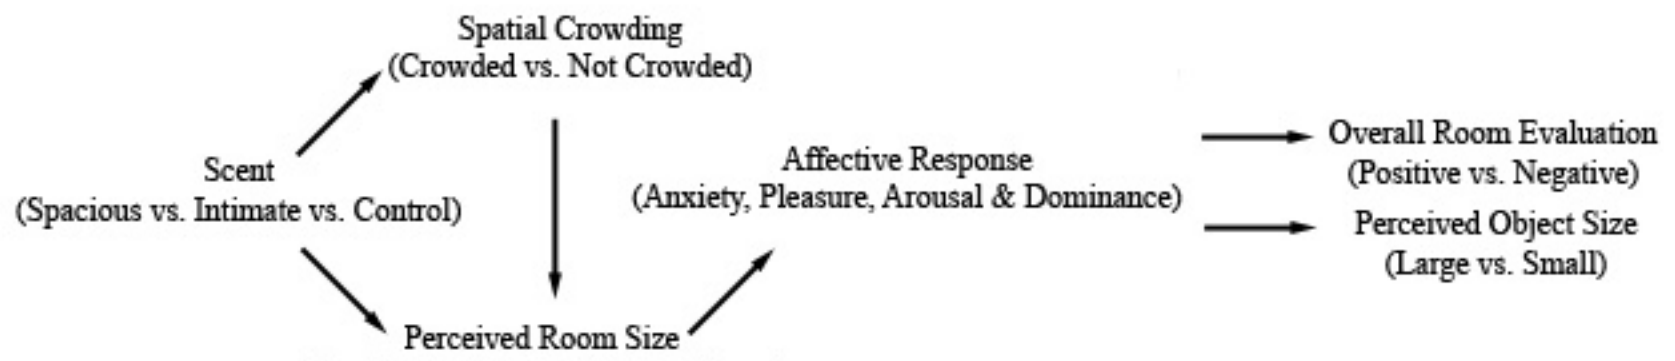 Spatial Crowding
(Crowded vs. Not Crowded)
Scent
(Spacious vs. Intimate vs. Control)
Perceived Room Size
Affective Response
(Anxiety, Pleasure, Arousal & Dominance)
Overall Room Evaluation
(Positive vs. Negative)
Perceived Object Size
(Large vs. Small)